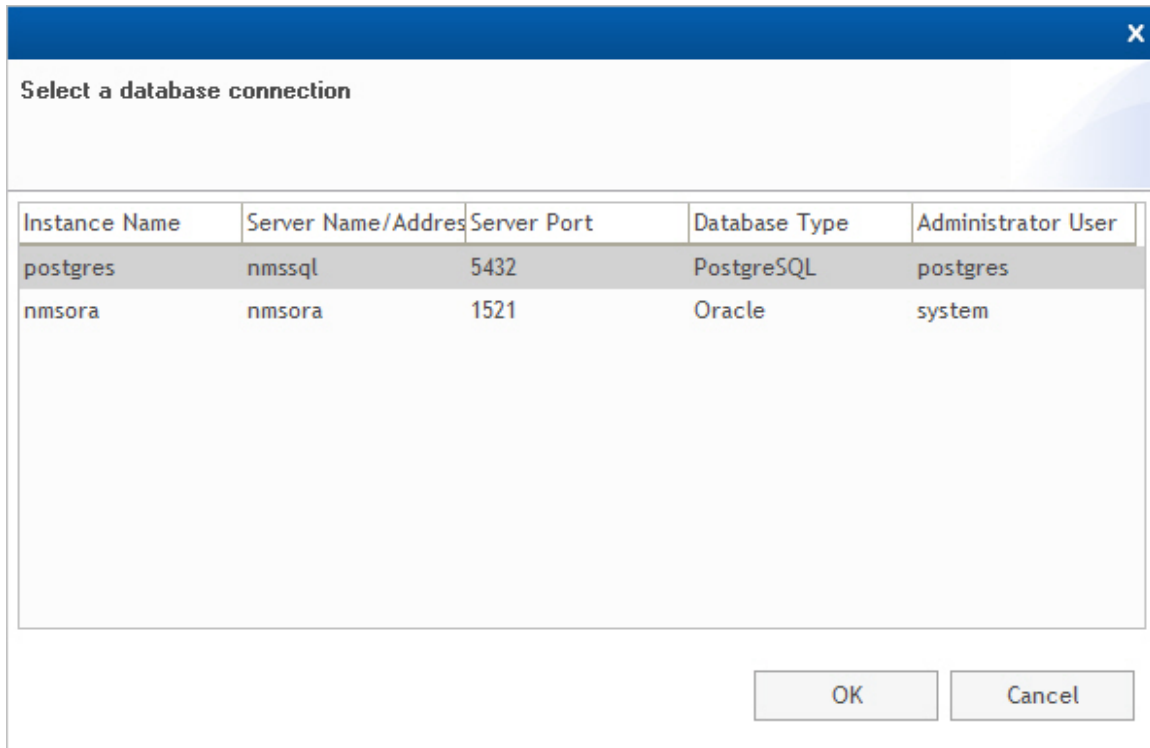 x
Select a database connection
Instance Name Server Name/Addres Server Port Database Type Administrator User
postgres nmssql 5432 PostgreSQL postgres
nmsora nmsora 1521 Oracle system
OK Cancel